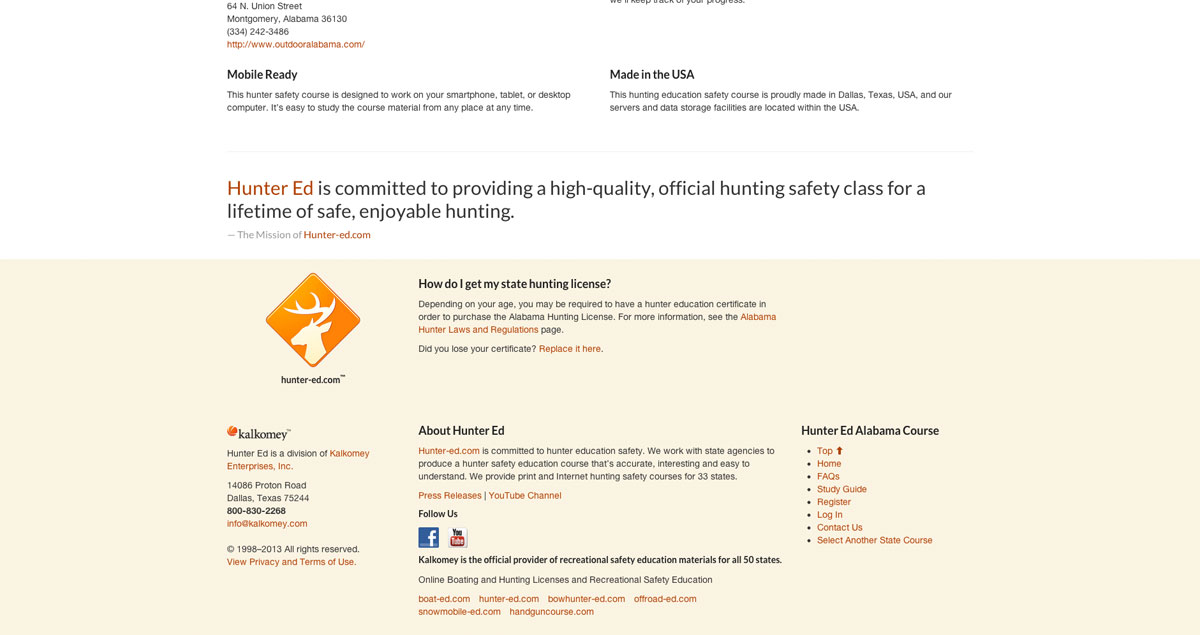 64 N. Union Street
Montgomery, Alabama 36130
(334) 242-3486
http://www.outdooralabama.com/
we'll keep track of your progress.
Mobile Ready
This hunter safety course is designed to work on your smartphone, tablet, or desktop
computer. It's easy to study the course material from any place at any time.
Made in the USA
This hunting education safety course is proudly made in Dallas, Texas, USA, and our
servers and data storage facilities are located within the USA.
Hunter Ed is committed to providing a high-quality, official hunting safety class for a
lifetime of safe, enjoyable hunting.
— The Mission of Hunter-ed.com
hunter-ed.com™
How do I get my state hunting license?
Depending on your age, you may be required to have a hunter education certificate in
order to purchase the Alabama Hunting License. For more information, see the Alabama
Hunter Laws and Regulations page.
Did you lose your certificate? Replace it here.
kalkomey™
Hunter Ed is a division of Kalkomey
Enterprises, Inc.
14086 Proton Road
Dallas, Texas 75244
800-830-2268
info@kalkomey.com
© 1998–2013 All rights reserved.
View Privacy and Terms of Use.
About Hunter Ed
Hunter-ed.com is committed to hunter education safety. We work with state agencies to
produce a hunter safety education course that's accurate, interesting and easy to
understand. We provide print and Internet hunting safety courses for 33 states.
Press Releases | YouTube Channel
Follow Us
f
You
Tube
Kalkomey is the official provider of recreational safety education materials for all 50 states.
Online Boating and Hunting Licenses and Recreational Safety Education
boat-ed.com hunter-ed.com bowhunter-ed.com offroad-ed.com
snowmobile-ed.com handguncourse.com
Hunter Ed Alabama Course
• Top ⬆
• Home
• FAQs
• Study Guide
• Register
• Log In
• Contact Us
• Select Another State Course